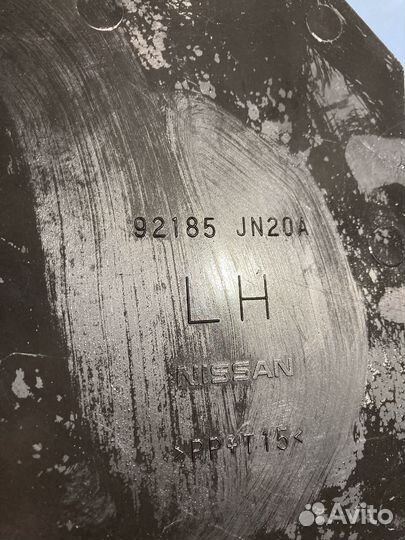 92185 JN20A
LH
NISSAN
>PP+T15<
Avito